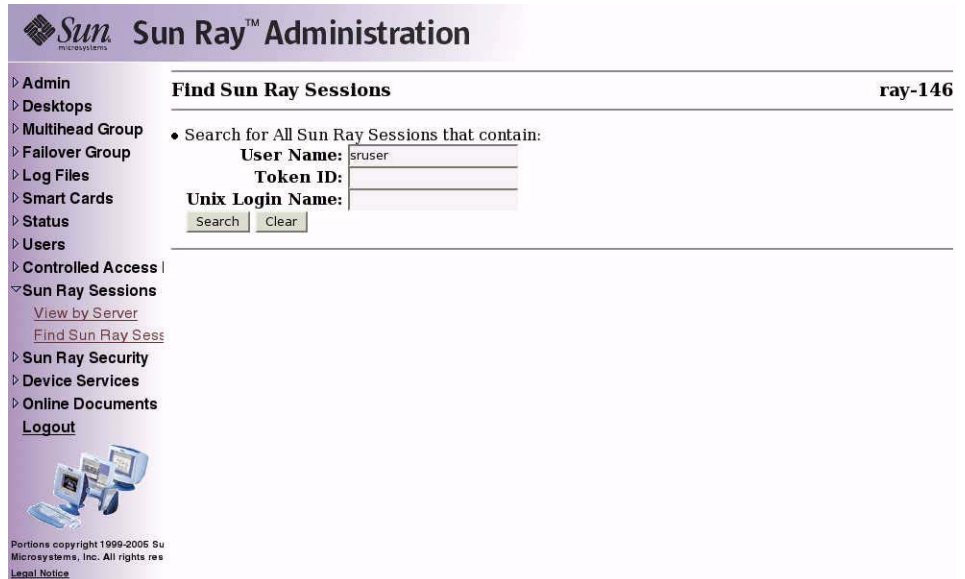 Sun microsystems Sun Ray™ Administration
Admin
Desktops
Multihead Group
Failover Group
Log Files
Smart Cards
Status
Users
Controlled Access
Sun Ray Sessions
View by Server
Find Sun Ray Sess
Sun Ray Security
Device Services
Online Documents
Logout
Portions copyright 1999-2005 Su
Microsystems, Inc. All rights res
Legal Notice
Find Sun Ray Sessions ray-146
• Search for All Sun Ray Sessions that contain:
User Name: sruser
Token ID:
Unix Login Name:
Search Clear